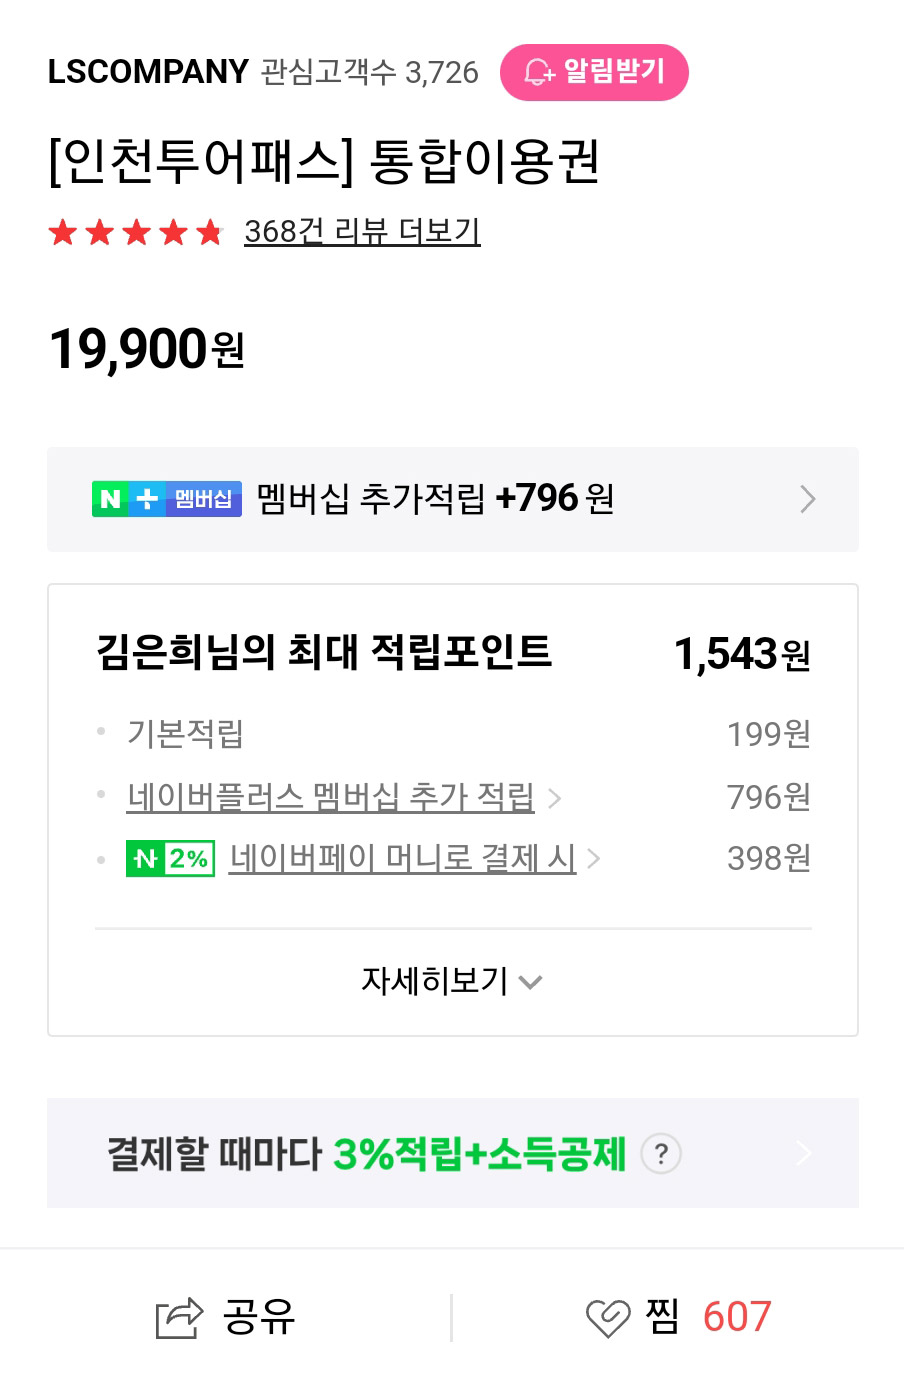 LSCOMPANY 관심고객수 3,726 알림받기
[인천투어패스] 통합이용권
368건 리뷰 더보기
19,900원
N + 멤버십 멤버십 추가적립 +796 원
김은희님의 최대 적립포인트 1,543원
• 기본적립 199원
• 네이버플러스 멤버십 추가 적립 > 796원
• N 2% 네이버페이 머니로 결제 시 > 398원
자세히보기
결제할 때마다 3%적립+소득공제 ?
공유 찜 607